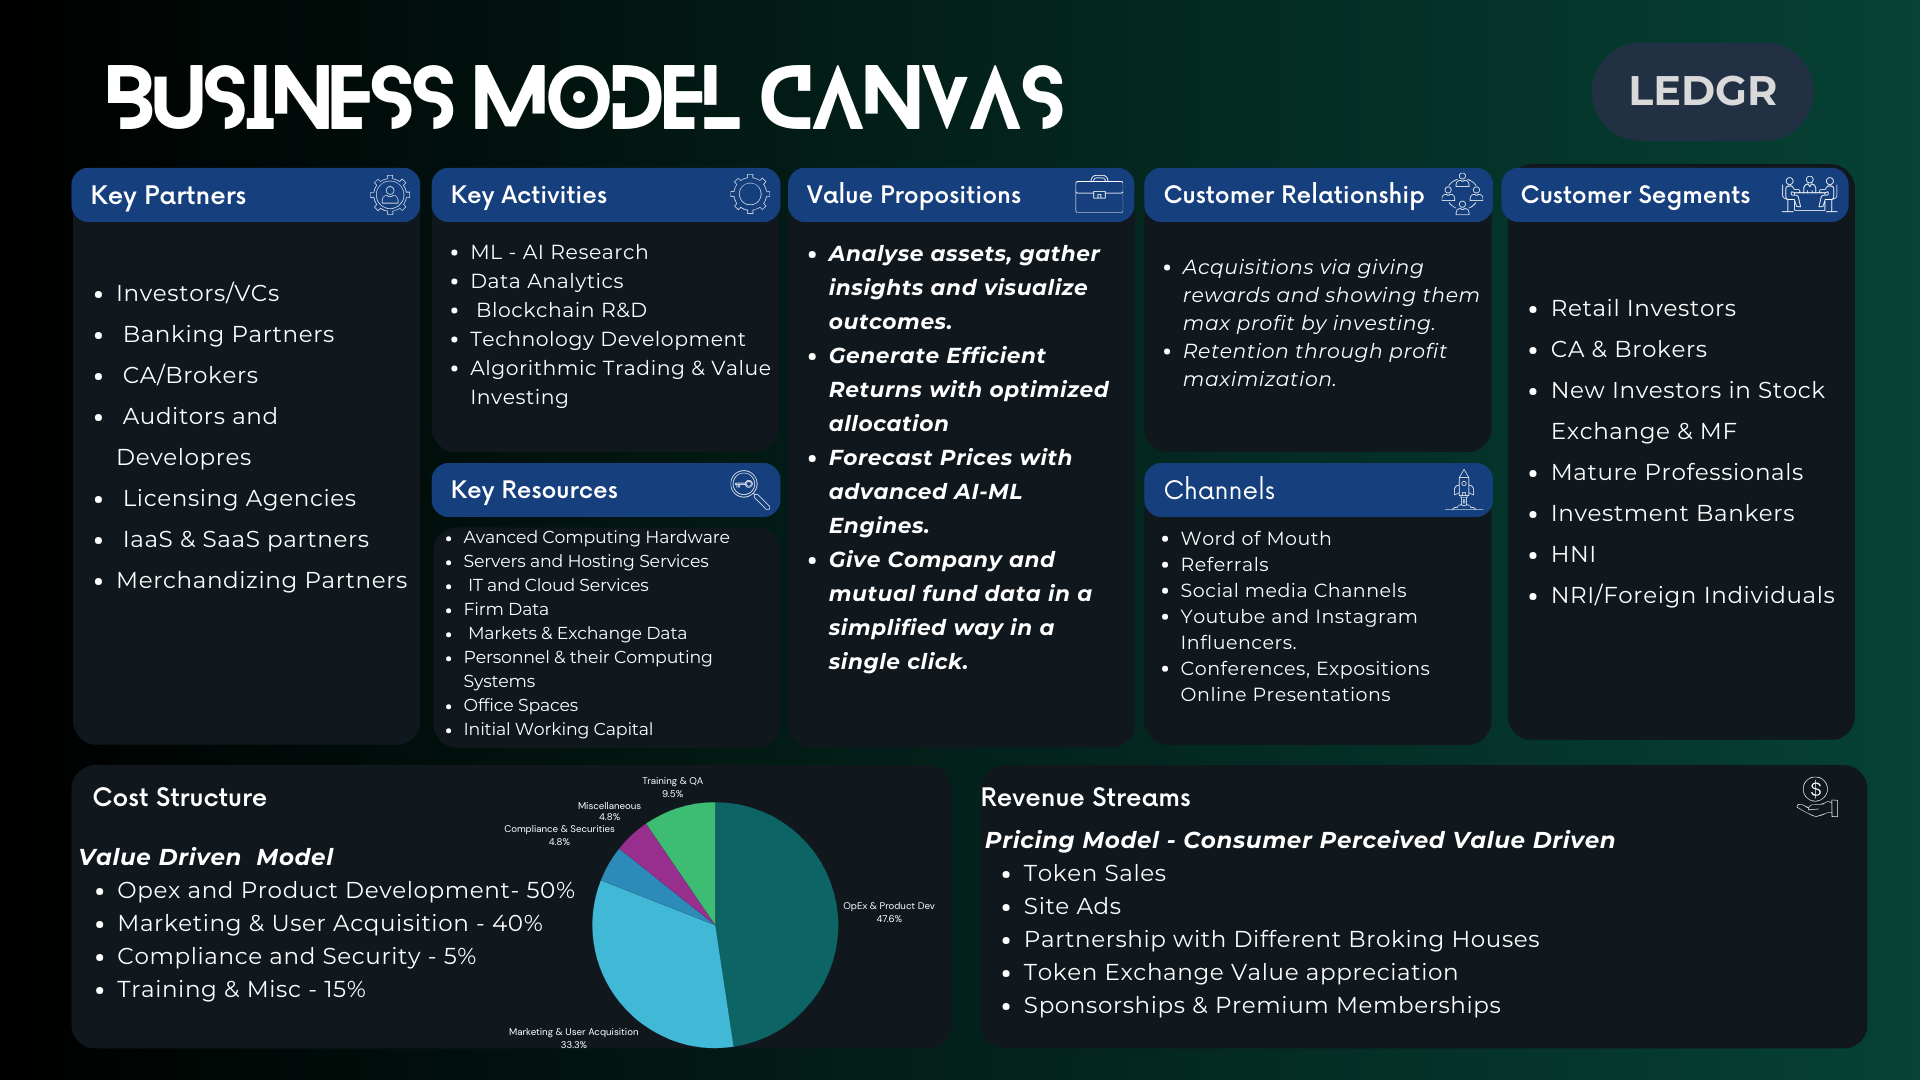 BUSINESS MODEL CANVAS
LEDGR
Key Partners
Investors/VCs
Banking Partners
CA/Brokers
Auditors and
Developres
Licensing Agencies
IaaS & SaaS partners
Merchandizing Partners
Key Activities
ML - AI Research
Data Analytics
Blockchain R&D
Technology Development
Algorithmic Trading & Value
Investing
Key Resources
Avanced Computing Hardware
Servers and Hosting Services
IT and Cloud Services
Firm Data
Markets & Exchange Data
Personnel & their Computing
Systems
Office Spaces
Initial Working Capital
Value Propositions
Analyse assets, gather
insights and visualize
outcomes.
Generate Efficient
Returns with optimized
allocation
Forecast Prices with
advanced AI-ML
Engines.
Give Company and
mutual fund data in a
simplified way in a
single click.
Customer Relationship
Acquisitions via giving
rewards and showing them
max profit by investing.
Retention through profit
maximization.
Channels
Word of Mouth
Referrals
Social media Channels
Youtube and Instagram
Influencers.
Conferences, Expositions
Online Presentations
Customer Segments
Retail Investors
CA & Brokers
New Investors in Stock
Exchange & MF
Mature Professionals
Investment Bankers
HNI
NRI/Foreign Individuals
Cost Structure
Value Driven Model
Opex and Product Development- 50%
Marketing & User Acquisition - 40%
Compliance and Security - 5%
Training & Misc - 15%
Training & QA
9.5%
Miscellaneous
4.8%
Compliance & Securities
4.8%
OpEx & Product Dev
47.6%
Marketing & User Acquisition
33.3%
Revenue Streams
$
Pricing Model - Consumer Perceived Value Driven
Token Sales
Site Ads
Partnership with Different Broking Houses
Token Exchange Value appreciation
Sponsorships & Premium Memberships